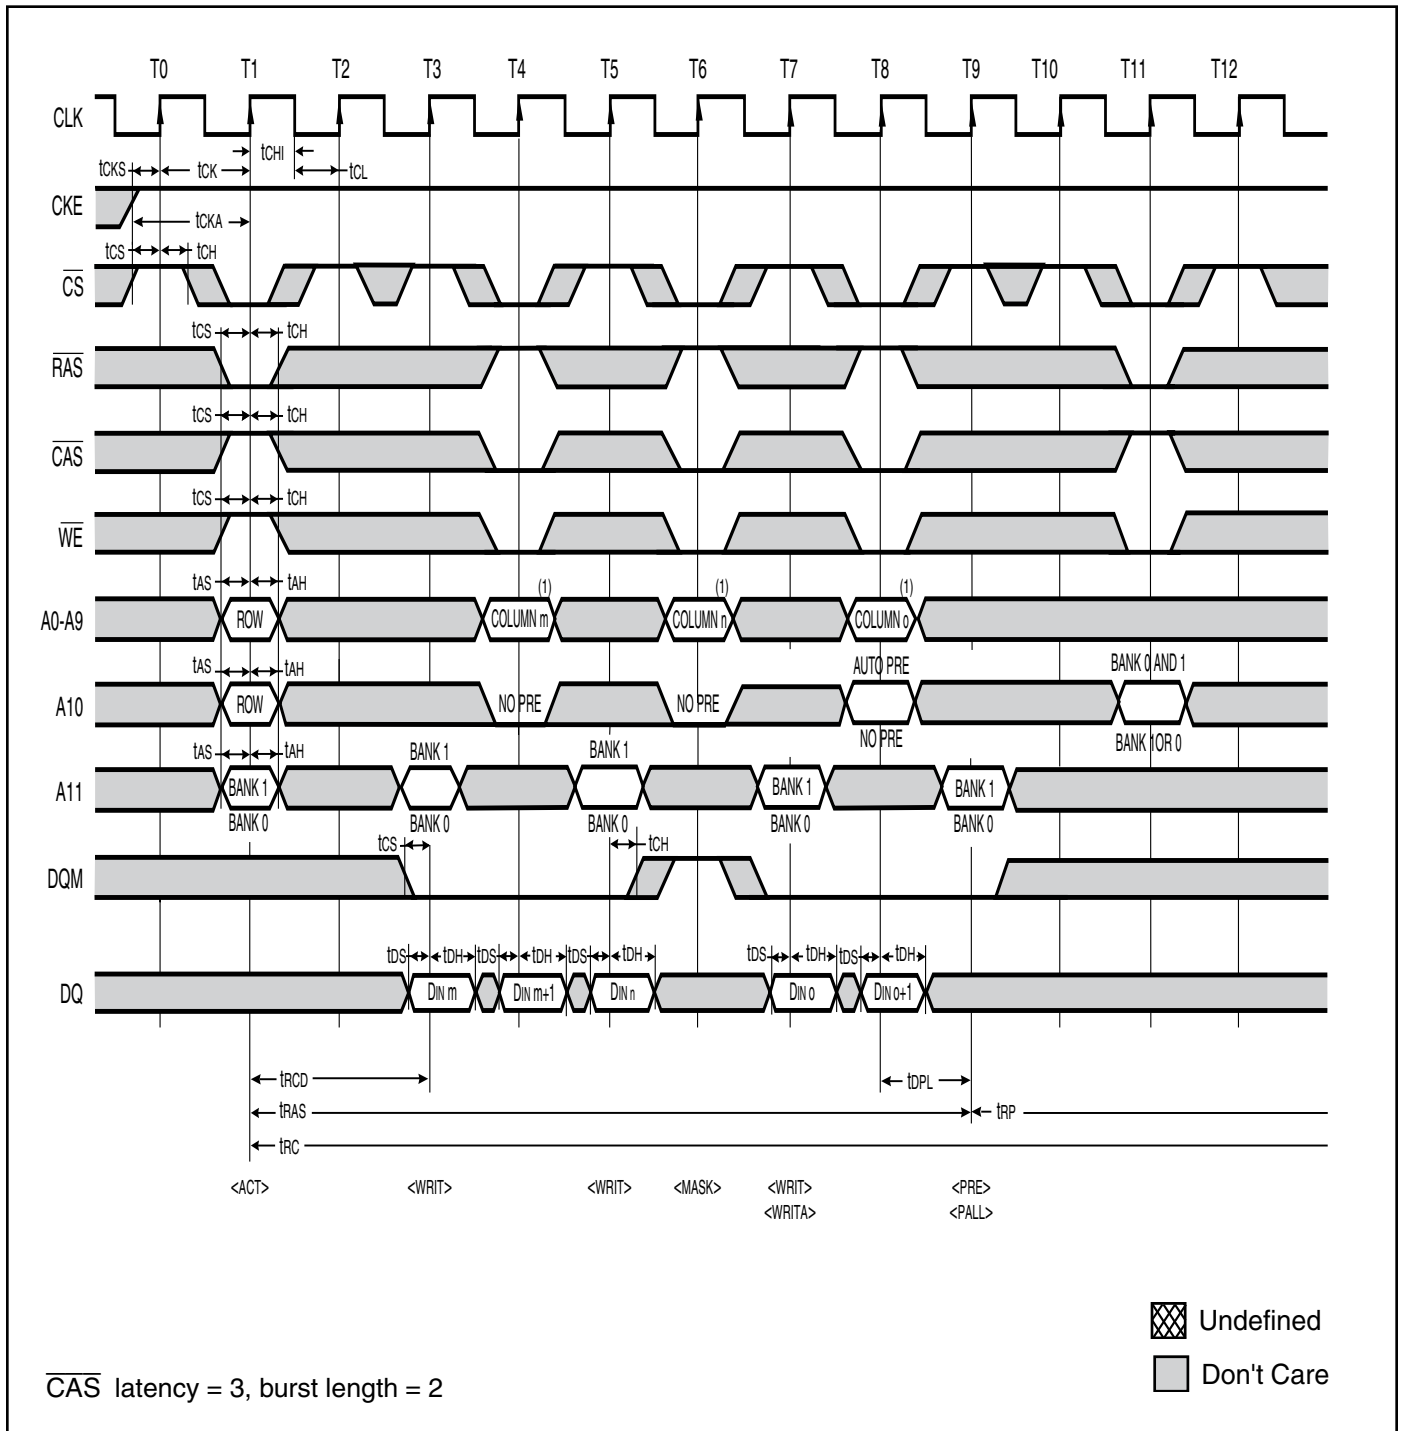 T0 T1 T2 T3 T4 T5 T6 T7 T8 T9 T10 T11 T12
CLK
tCHI
tCKS tCK tCL
CKE
tCKA
tCS tCH
CS
tCS tCH
RAS
tCS tCH
CAS
tCS tCH
WE
tAS tAH (1) (1) (1)
A0-A9 ROW COLUMN m COLUMN n COLUMN o
tAS tAH AUTO PRE BANK 0 AND 1
A10 ROW NO PRE NO PRE
NO PRE BANK 1OR 0
tAS tAH BANK 1 BANK 1
A11 BANK 1 BANK 1 BANK 1
BANK 0 BANK 0 BANK 0 BANK 0 BANK 0
tCS tCH
DQM
tDS tDH tDS tDH tDS tDH tDS tDH tDS tDH
DQ DIN m DIN m+1 DIN n DIN o DIN o+1
tRCD tDPL
tRAS tRP
tRC
<ACT> <WRIT> <WRIT> <MASK> <WRIT> <PRE>
<WRITA> <PALL>
Undefined
Don't Care
CAS latency = 3, burst length = 2